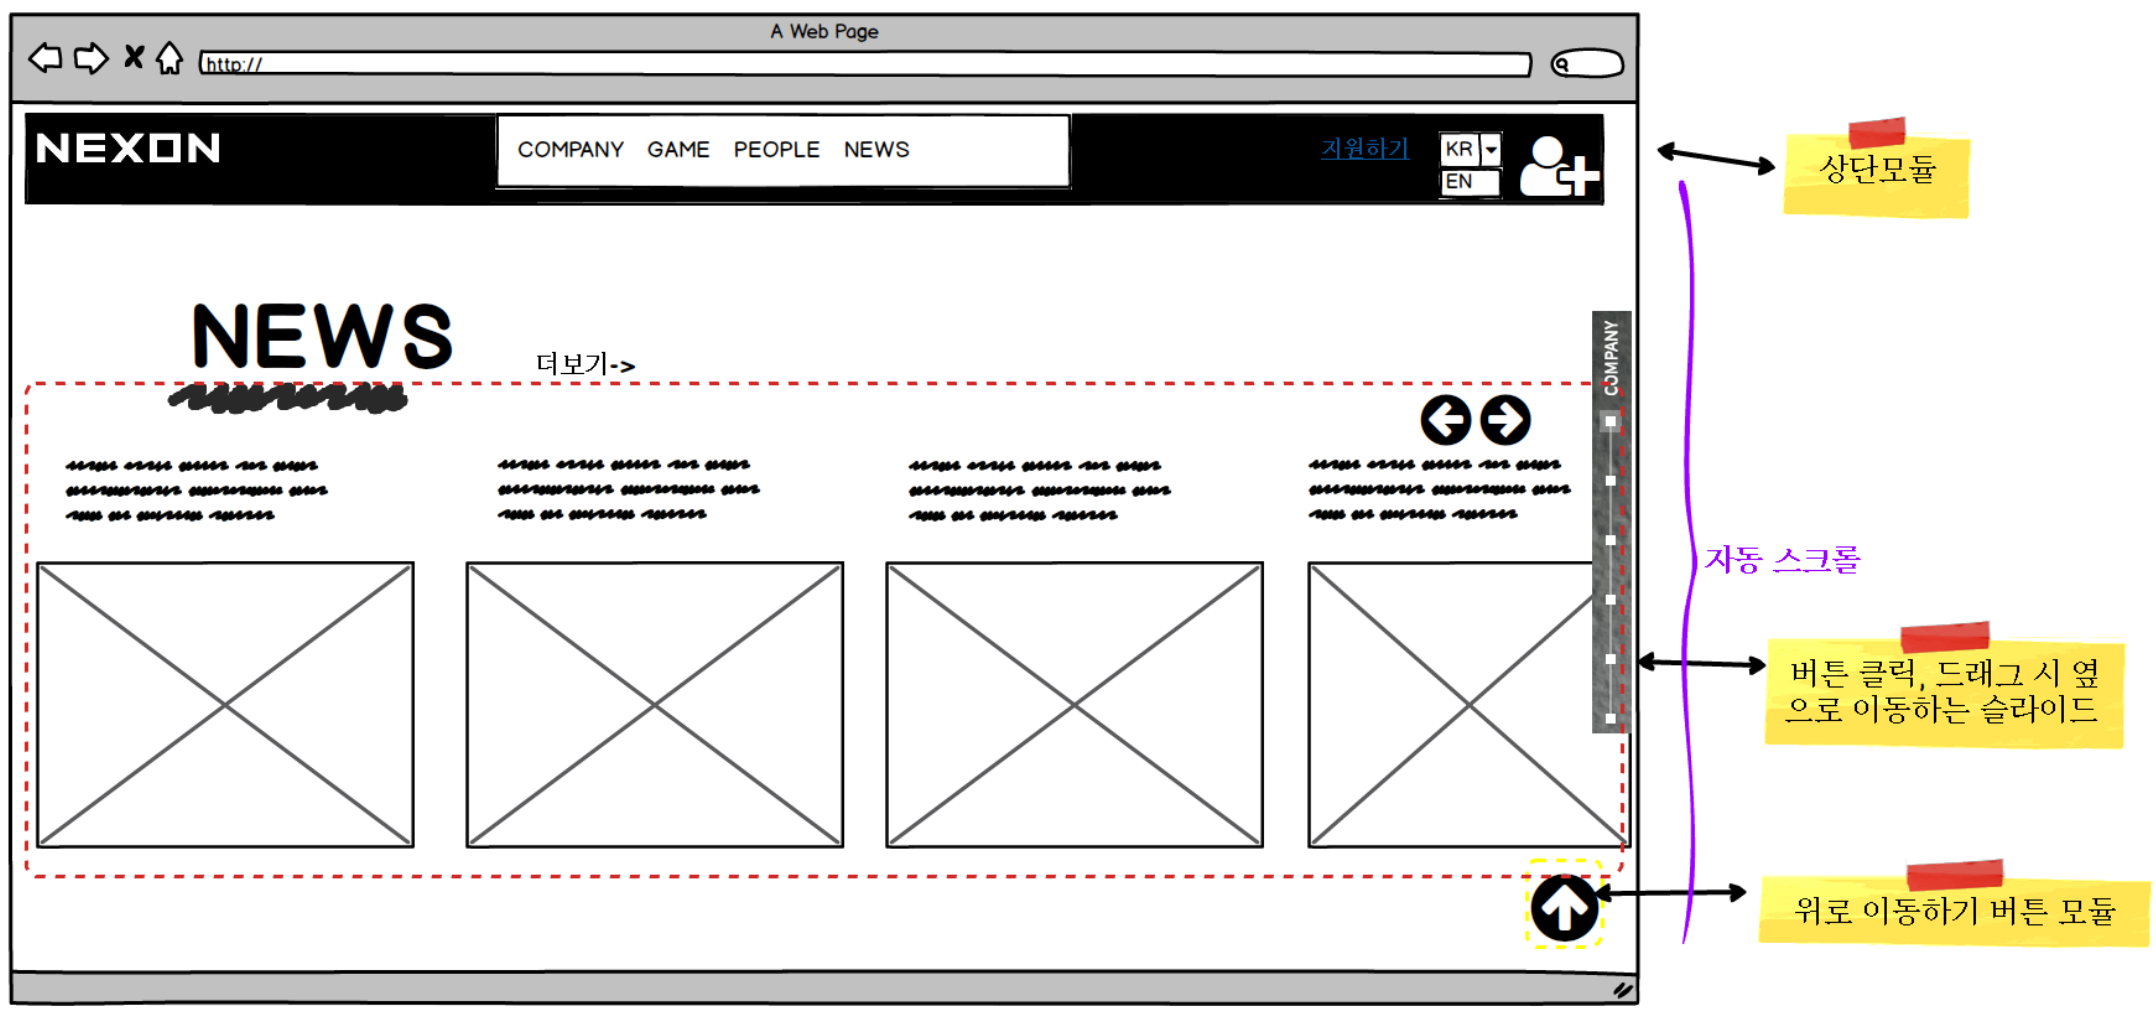 A Web Page
http://
NEXON
COMPANY GAME PEOPLE NEWS
지원하기
KR
EN
상단모듈
NEWS
더보기->
COMPANY
자동 스크롤
버튼 클릭, 드래그 시 옆
으로 이동하는 슬라이드
위로 이동하기 버튼 모듈